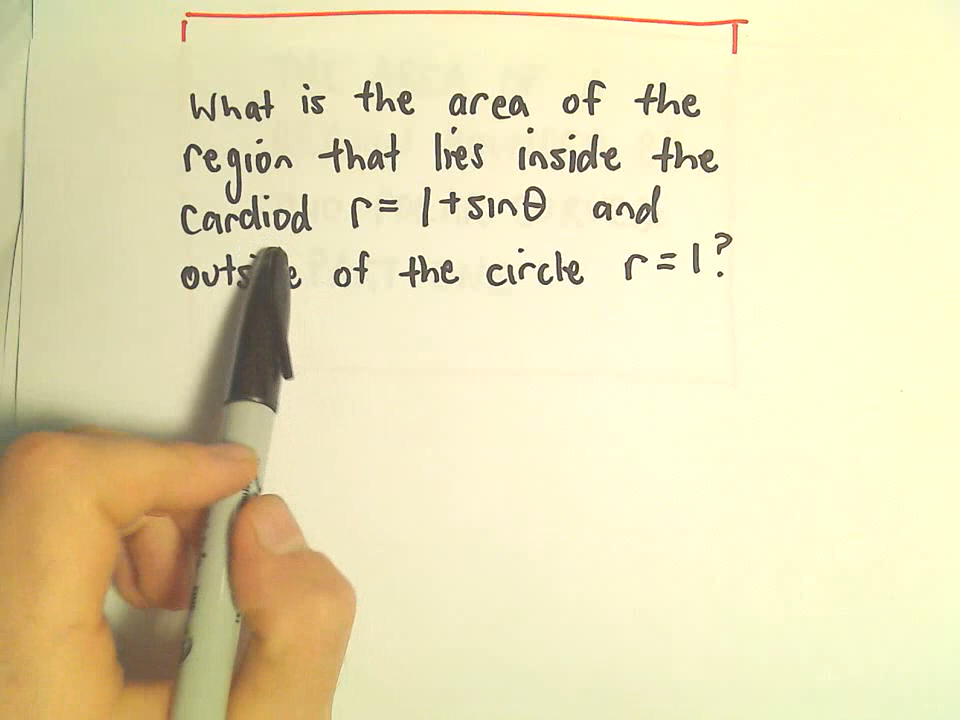 What is the area of the
region that lies inside the
cardiod r = 1 + sin θ and
outside of the circle r = 1?